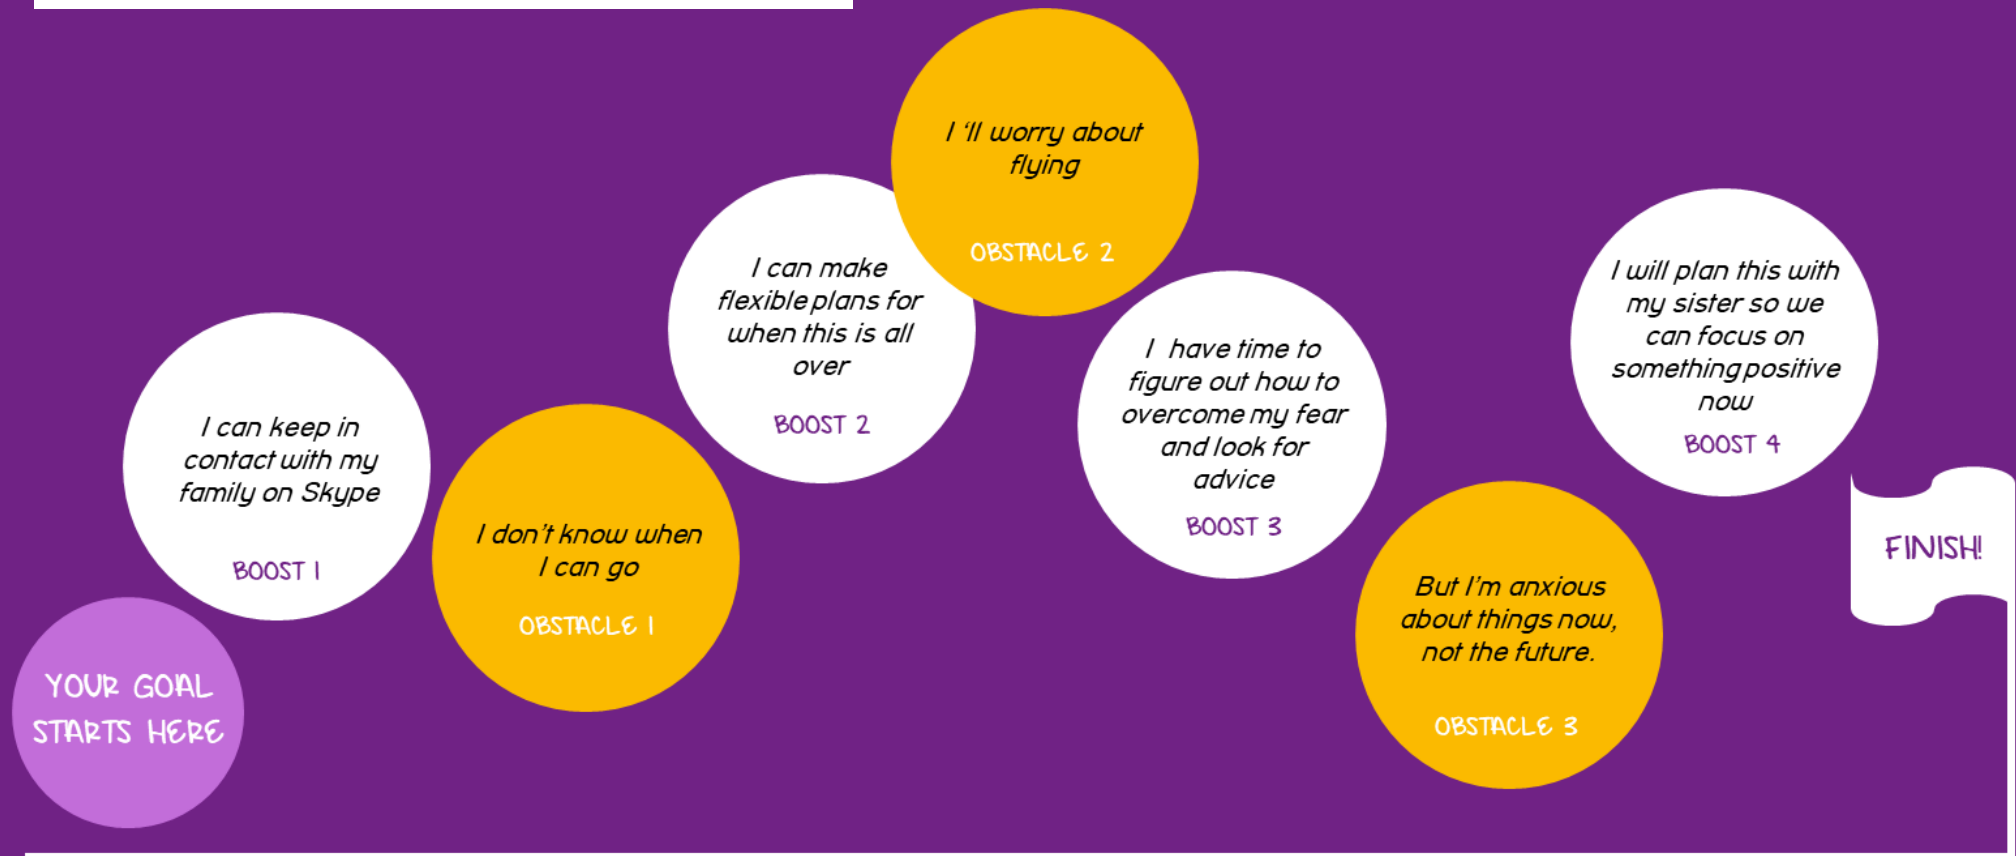 YOUR GOAL
STARTS HERE
I can keep in
contact with my
family on Skype
BOOST 1
I don't know when
I can go
OBSTACLE 1
I can make
flexible plans for
when this is all
over
BOOST 2
I 'll worry about
flying
OBSTACLE 2
I have time to
figure out how to
overcome my fear
and look for
advice
BOOST 3
But I'm anxious
about things now,
not the future.
OBSTACLE 3
I will plan this with
my sister so we
can focus on
something positive
now
BOOST 4
FINISH!